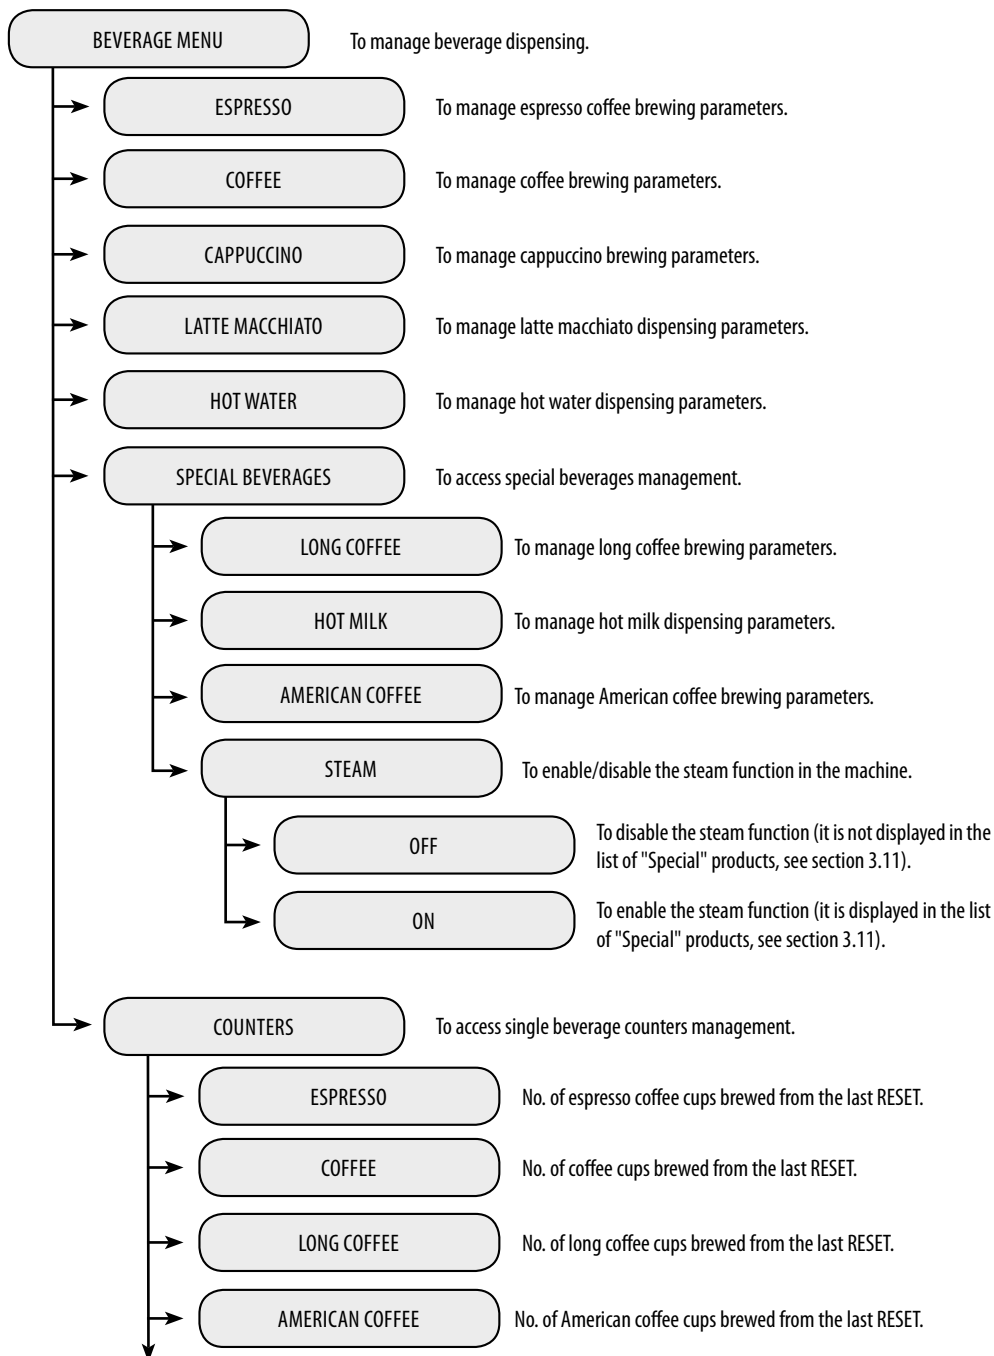 BEVERAGE MENU To manage beverage dispensing.
ESPRESSO To manage espresso coffee brewing parameters.
COFFEE To manage coffee brewing parameters.
CAPPUCCINO To manage cappuccino brewing parameters.
LATTE MACCHIATO To manage latte macchiato dispensing parameters.
HOT WATER To manage hot water dispensing parameters.
SPECIAL BEVERAGES To access special beverages management.
LONG COFFEE To manage long coffee brewing parameters.
HOT MILK To manage hot milk dispensing parameters.
AMERICAN COFFEE To manage American coffee brewing parameters.
STEAM To enable/disable the steam function in the machine.
OFF To disable the steam function (it is not displayed in the
list of "Special" products, see section 3.11).
ON To enable the steam function (it is displayed in the list
of "Special" products, see section 3.11).
COUNTERS To access single beverage counters management.
ESPRESSO No. of espresso coffee cups brewed from the last RESET.
COFFEE No. of coffee cups brewed from the last RESET.
LONG COFFEE No. of long coffee cups brewed from the last RESET.
AMERICAN COFFEE No. of American coffee cups brewed from the last RESET.